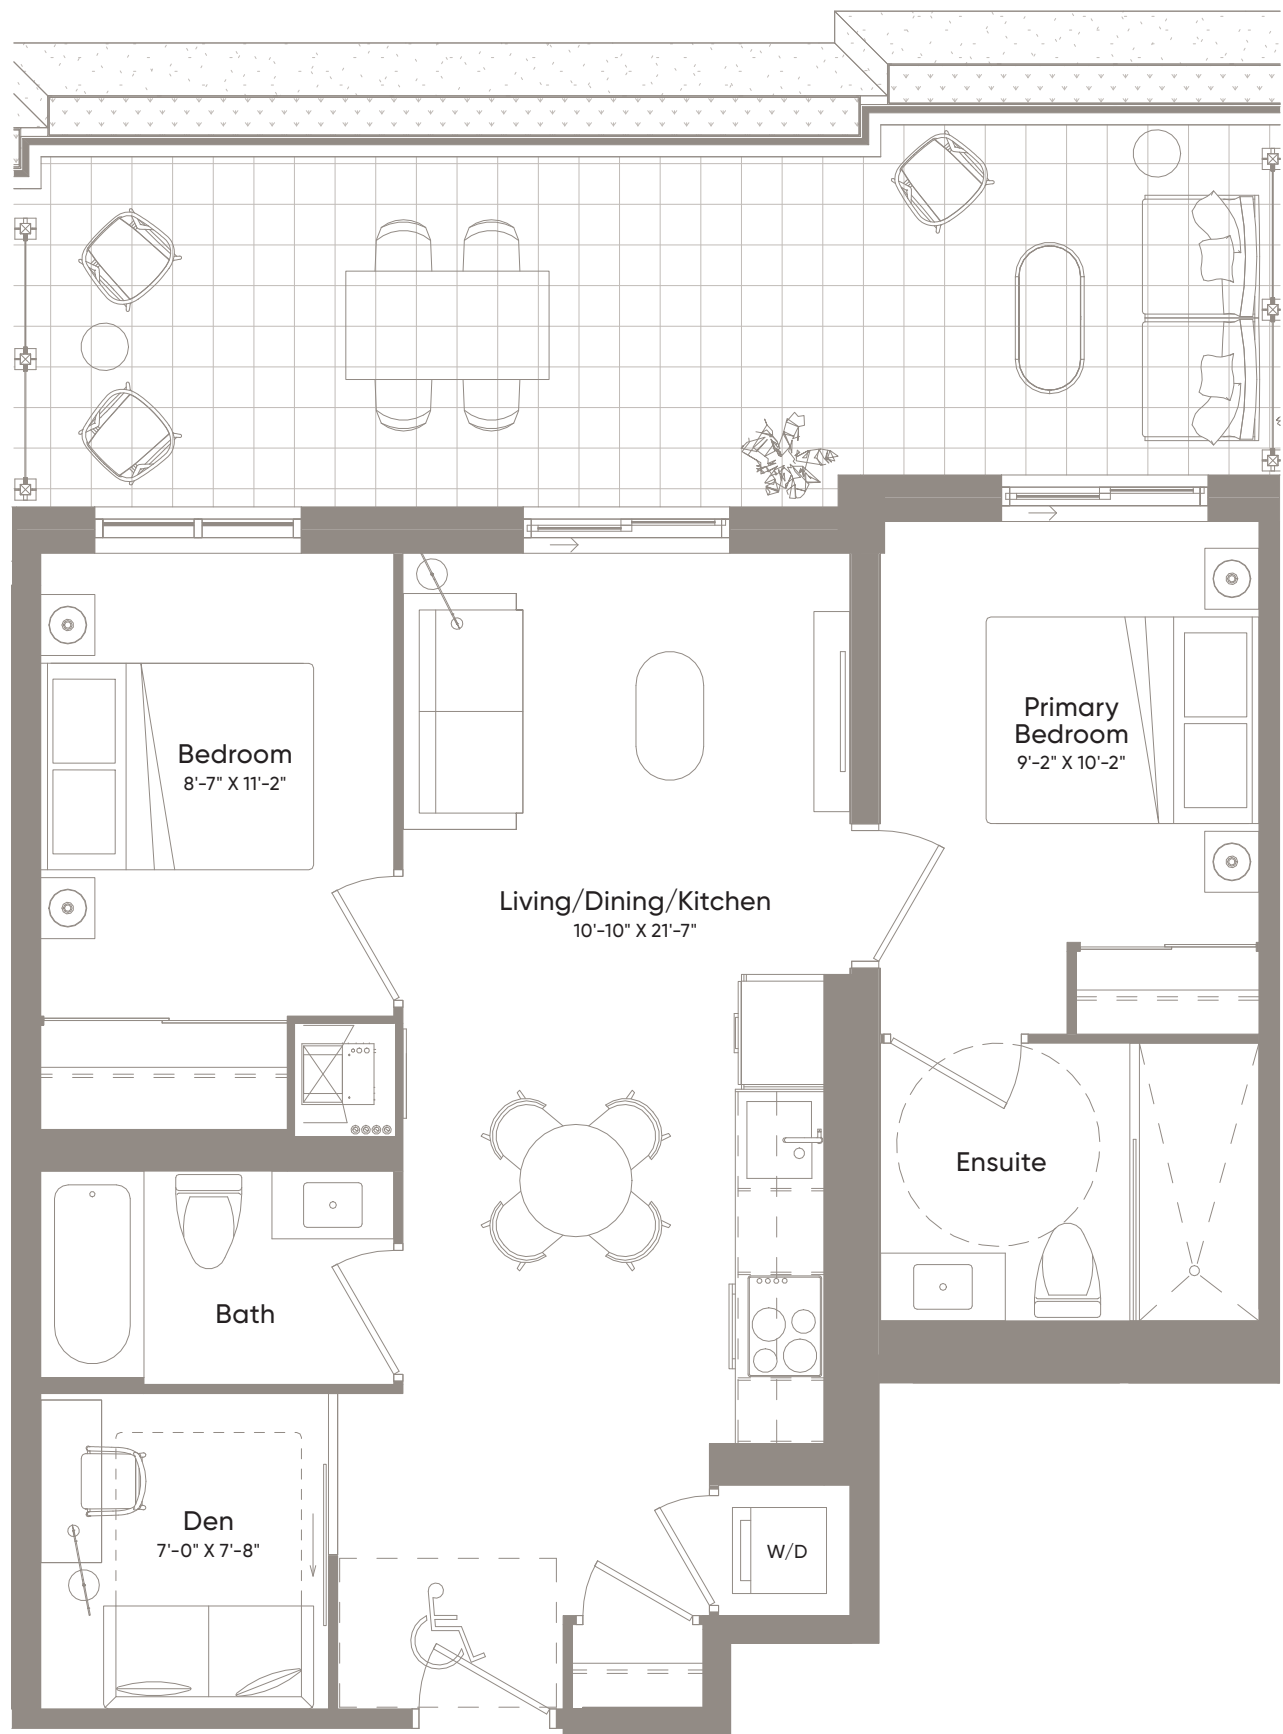 Primary
Bedroom
9'-2" X 10'-2"
Bedroom
8'-7" X 11'-2"
Living/Dining/Kitchen
10'-10" X 21'-7"
Ensuite
Bath
Den
7'-0" X 7'-8"
W/D